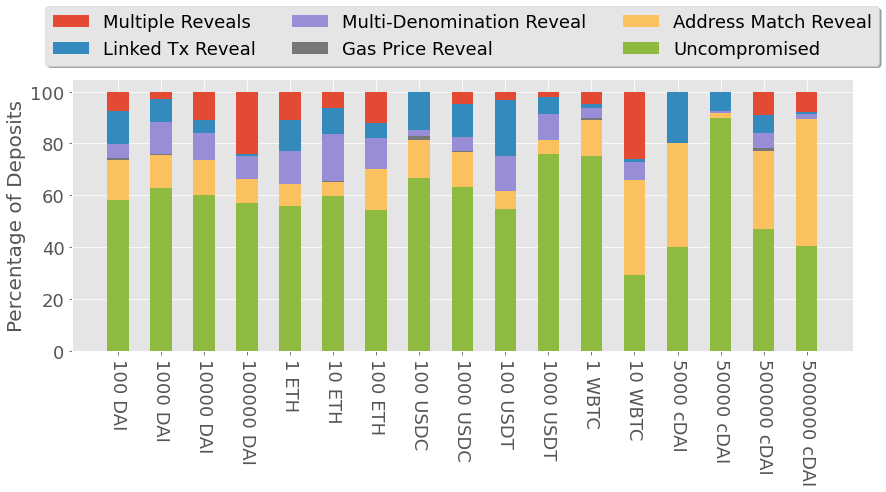 Multiple Reveals Multi-Denomination Reveal Address Match Reveal
Linked Tx Reveal Gas Price Reveal Uncompromised
Percentage of Deposits
100
80
60
40
20
0
100 DAI
1000 DAI
10000 DAI
100000 DAI
1 ETH
10 ETH
100 ETH
100 USDC
1000 USDC
100 USDT
1000 USDT
1 WBTC
10 WBTC
5000 cDAI
50000 cDAI
500000 cDAI
5000000 cDAI